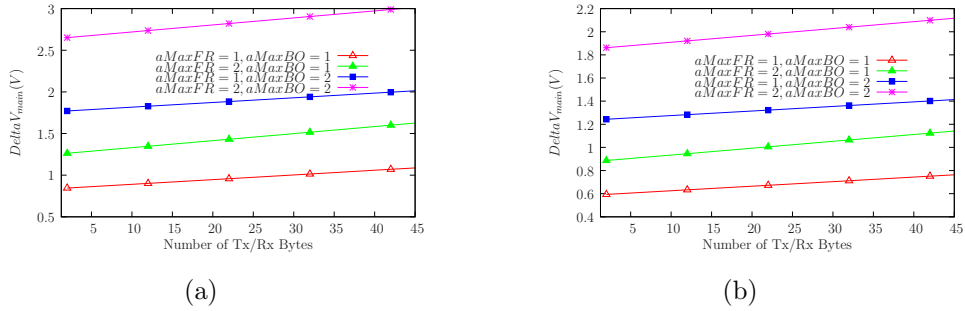 3
2.5
2
1.5
1
0.5
DeltaV_main(V)
aMaxFR = 1, aMaxBO = 1
aMaxFR = 2, aMaxBO = 1
aMaxFR = 1, aMaxBO = 2
aMaxFR = 2, aMaxBO = 2
5 10 15 20 25 30 35 40 45
Number of Tx/Rx Bytes
(a)
2.2
2
1.8
1.6
1.4
1.2
1
0.8
0.6
0.4
DeltaV_main(V)
aMaxFR = 1, aMaxBO = 1
aMaxFR = 2, aMaxBO = 1
aMaxFR = 1, aMaxBO = 2
aMaxFR = 2, aMaxBO = 2
5 10 15 20 25 30 35 40 45
Number of Tx/Rx Bytes
(b)